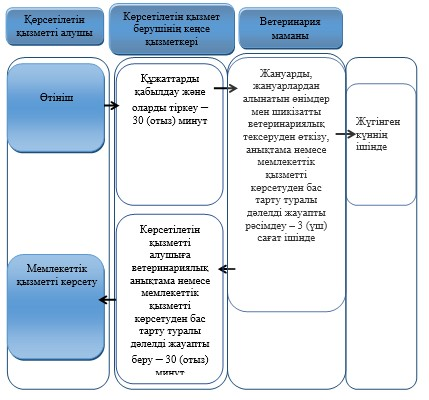 Көрсетілетін
қызметті алушы
Көрсетілетін қызмет
берушінің кеңсе
қызметкері
Ветеринария
маманы
Өтініш
Құжаттарды
қабылдау және
оларды тіркеу –
30 (отыз) минут
Жануарды,
жануарлардан
алынатын өнімдер
мен шикізатты
ветеринариялық
тексеруден өткізу,
анықтама немесе
мемлекеттік
қызметті
көрсетуден бас
тарту туралы
дәлелді жауапты
рәсімдеу – 3 (үш)
сағат ішінде
Жүгінген
күннің
ішінде
Мемлекеттік
қызметті көрсету
Көрсетілетін
қызметті
алушыға
ветеринариялық
анықтама немесе
мемлекеттік
қызметті
көрсетуден бас
тарту туралы
дәлелді жауапты
беру – 30 (отыз)
минут